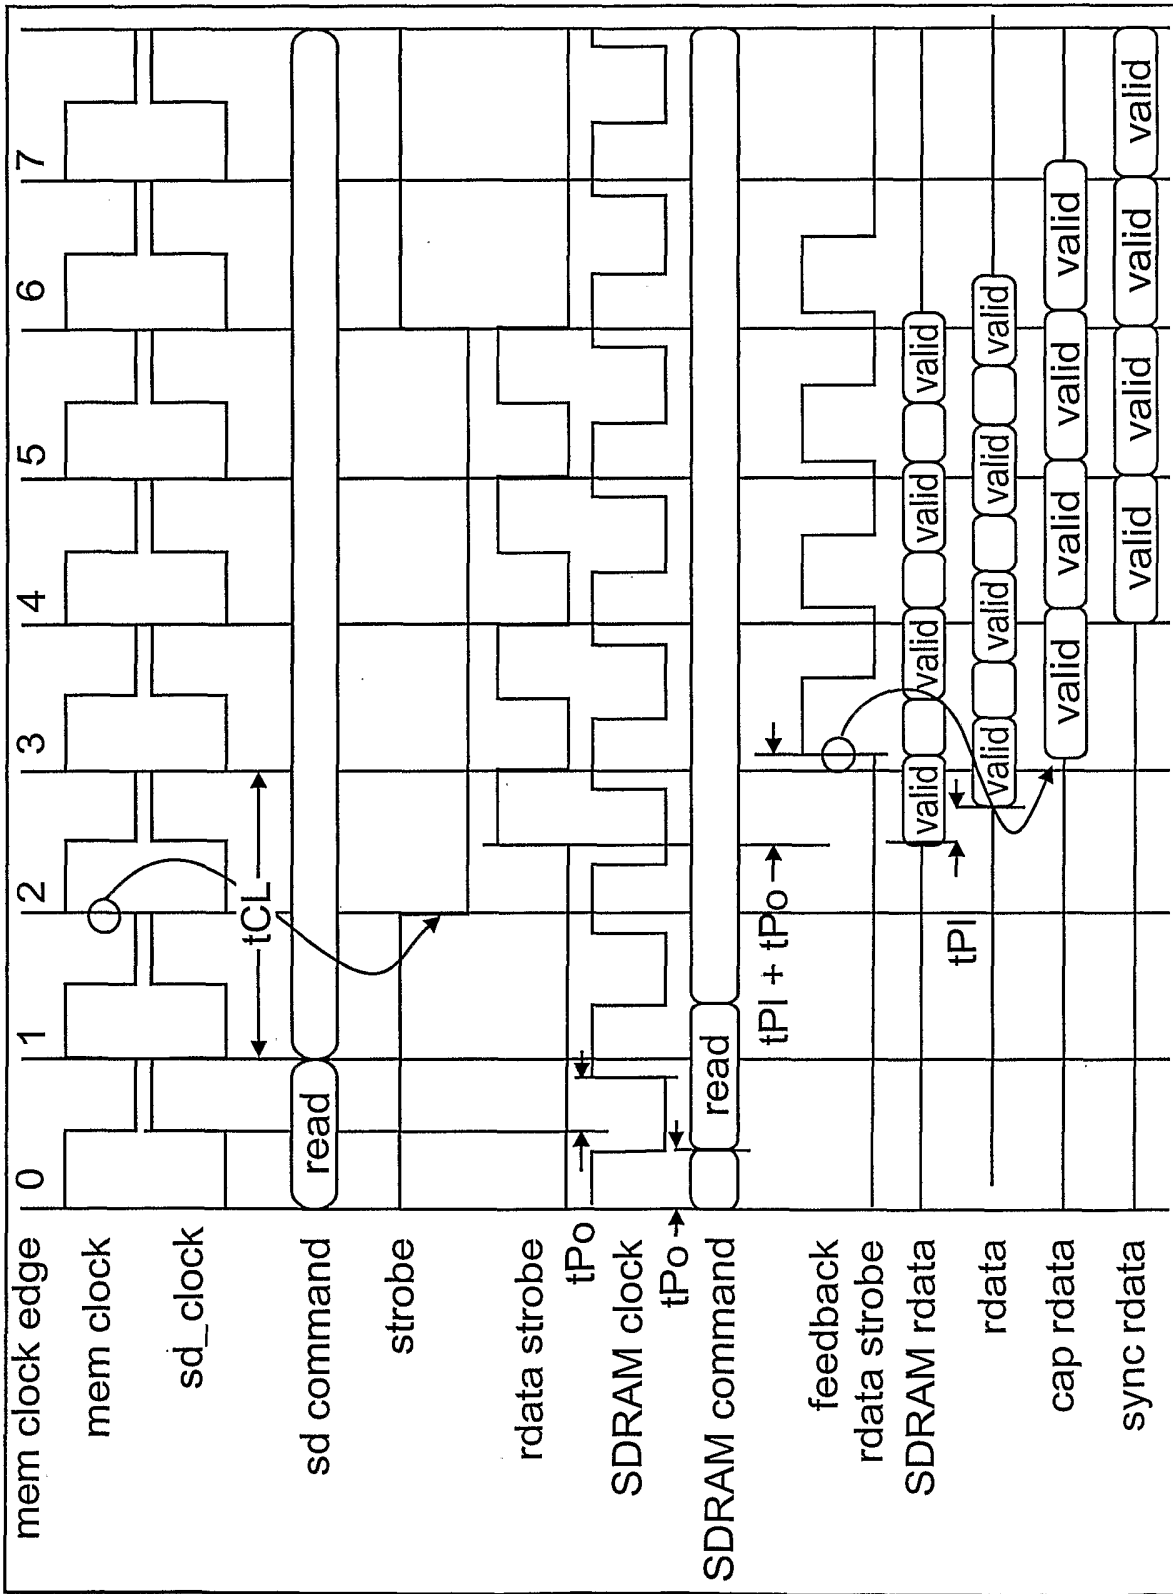 mem clock edge 0 1 2 3 4 5 6 7
mem clock
sd_clock
tCL
sd command read
strobe
rdata strobe
tPo
SDRAM clock
tPo
SDRAM command read
tPI + tPo
feedback
rdata strobe
SDRAM rdata valid valid valid valid
tPI
rdata valid valid valid valid
cap rdata valid valid valid valid
sync rdata valid valid valid valid